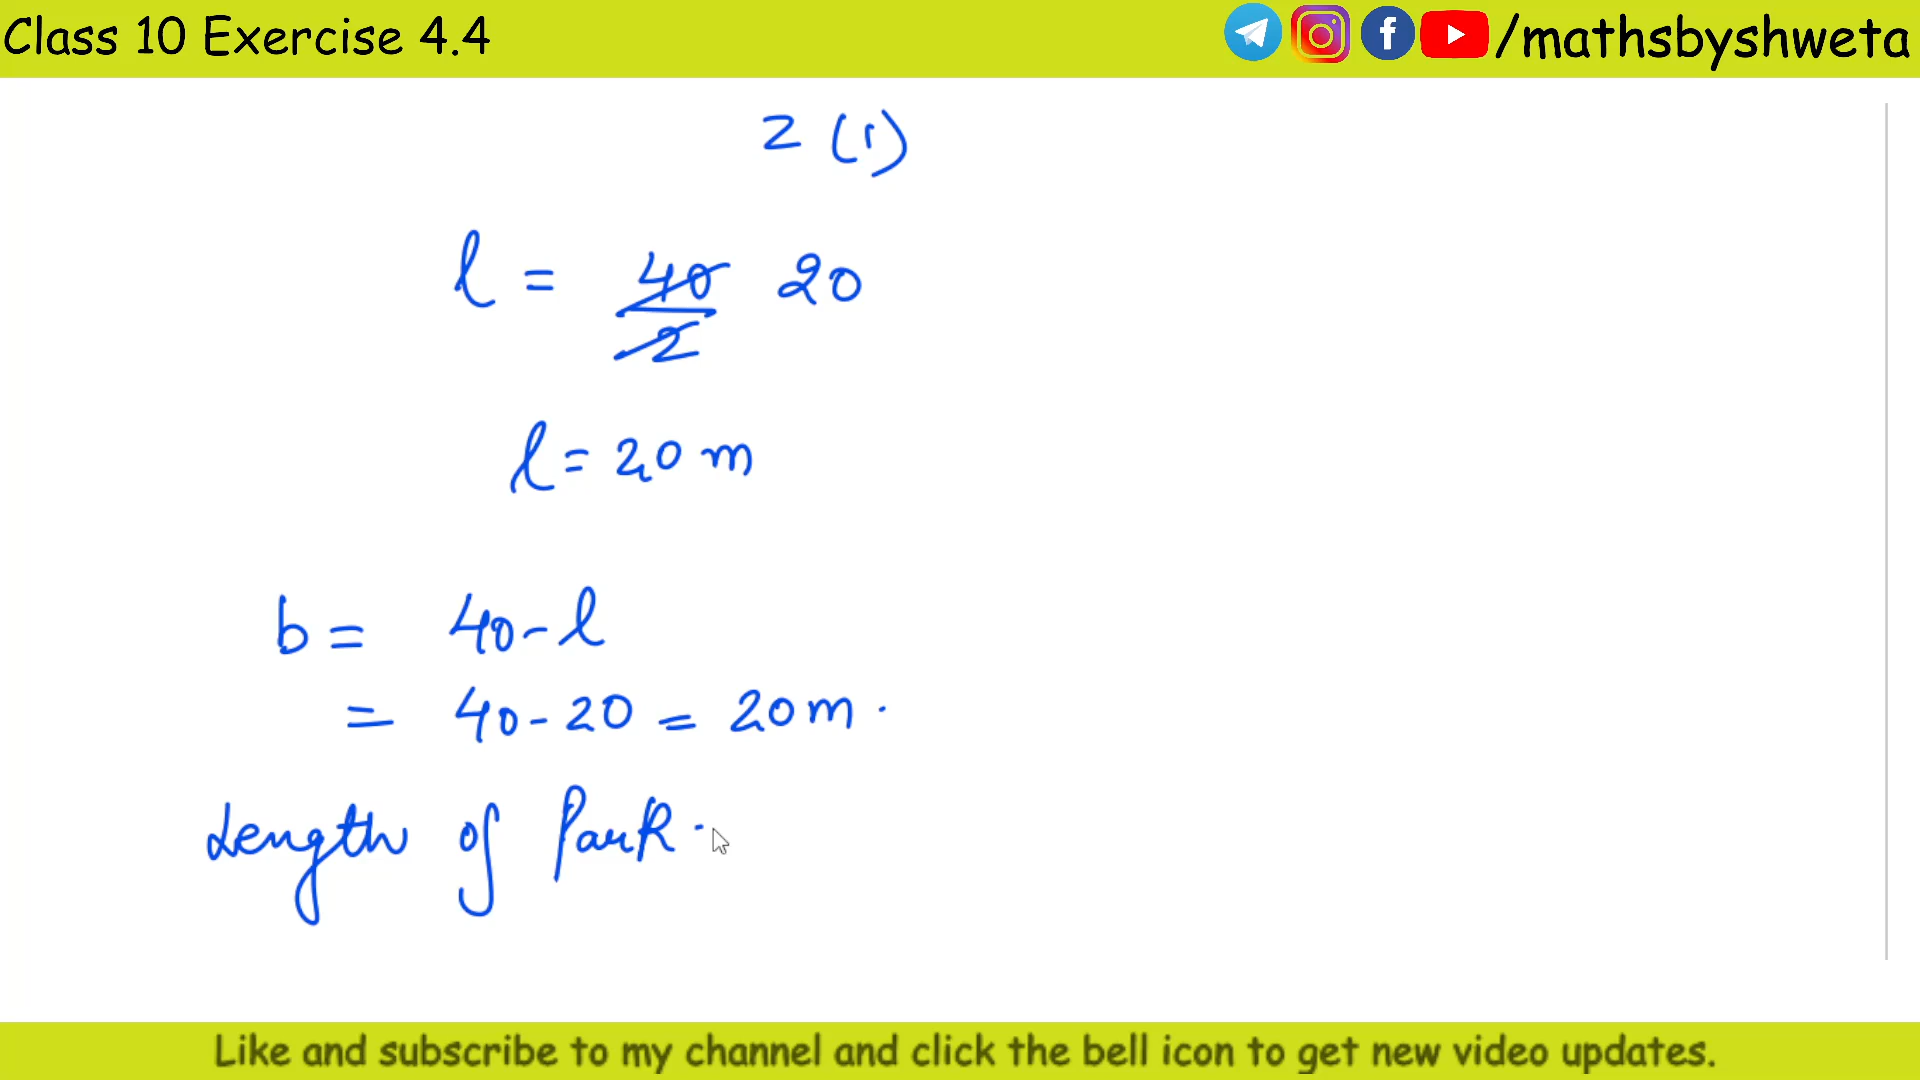 Class 10 Exercise 4.4
/mathsbyshweta
2 (1)
l = 40/2 20
l = 20 m
b = 40 - l
= 40 - 20 = 20 m .
Length of Park -
Like and subscribe to my channel and click the bell icon to get new video updates.